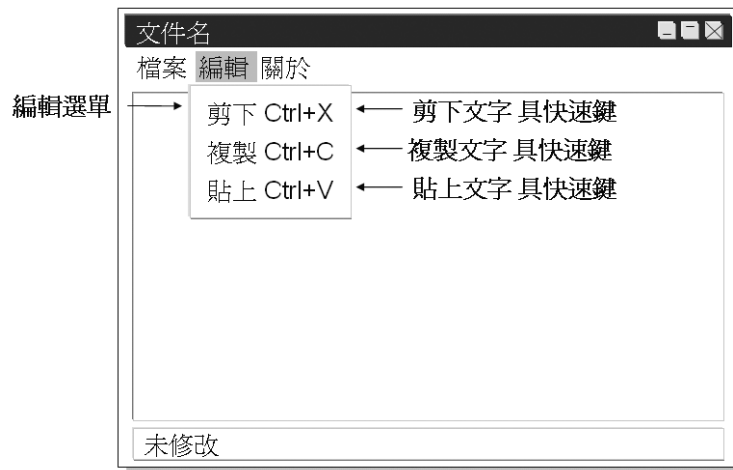 文件名
檔案 編輯 關於
編輯選單
剪下 Ctrl+X 剪下文字 具快速鍵
複製 Ctrl+C 複製文字 具快速鍵
貼上 Ctrl+V 貼上文字 具快速鍵
未修改